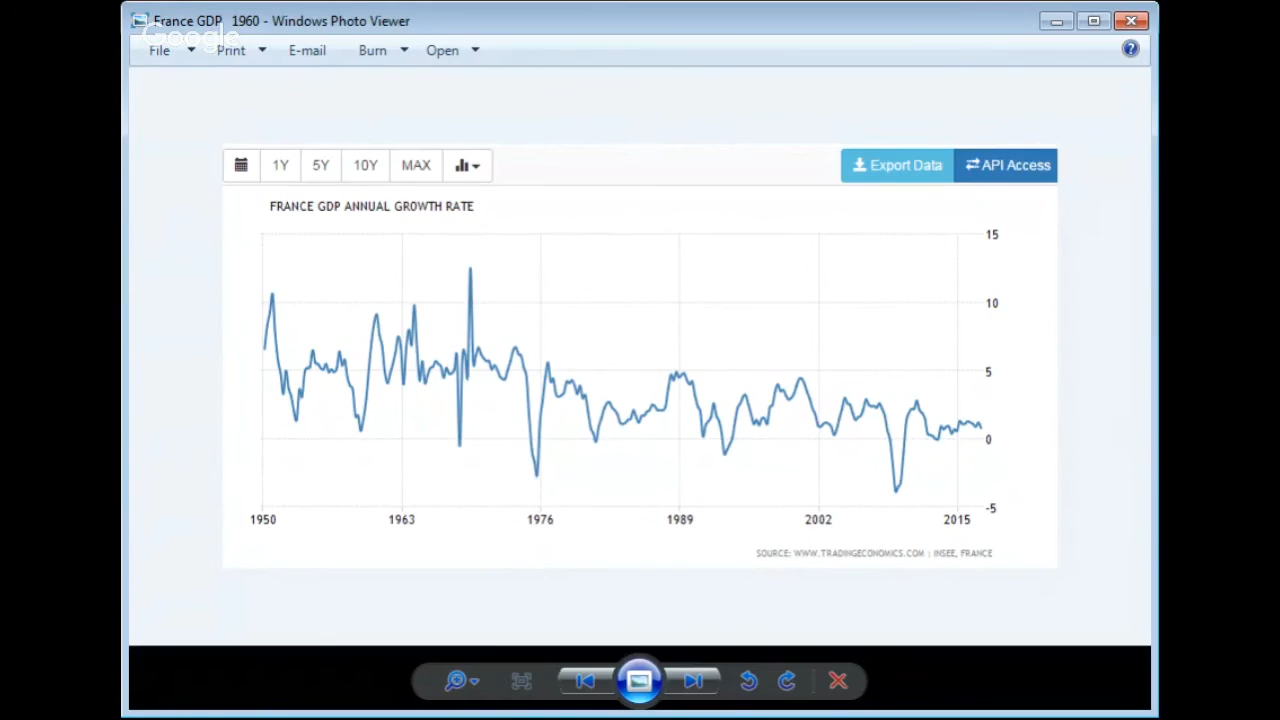 France GDP_1960 - Windows Photo Viewer
Google
File Print E-mail Burn Open
1Y 5Y 10Y MAX Export Data API Access
FRANCE GDP ANNUAL GROWTH RATE
15
10
5
0
-5
1950 1963 1976 1989 2002 2015
SOURCE: WWW.TRADINGECONOMICS.COM | INSEE, FRANCE